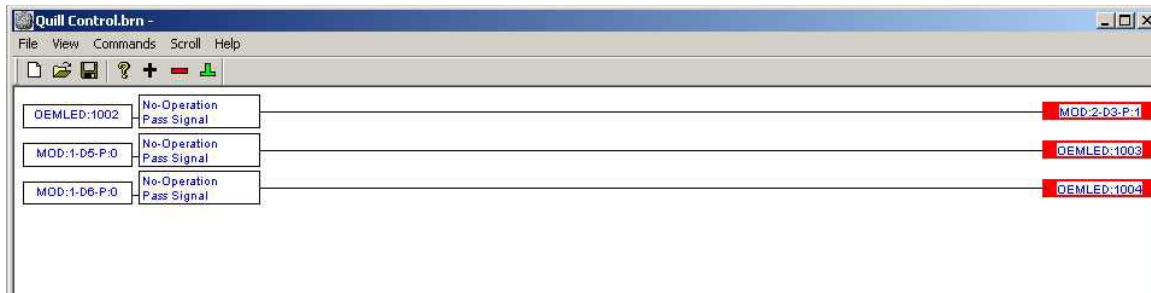 Quill Control.brn -
File View Commands Scroll Help
OEMLED:1002 No-Operation Pass Signal MOD:2-D3-P:1
MOD:1-D5-P:0 No-Operation Pass Signal OEMLED:1003
MOD:1-D6-P:0 No-Operation Pass Signal OEMLED:1004